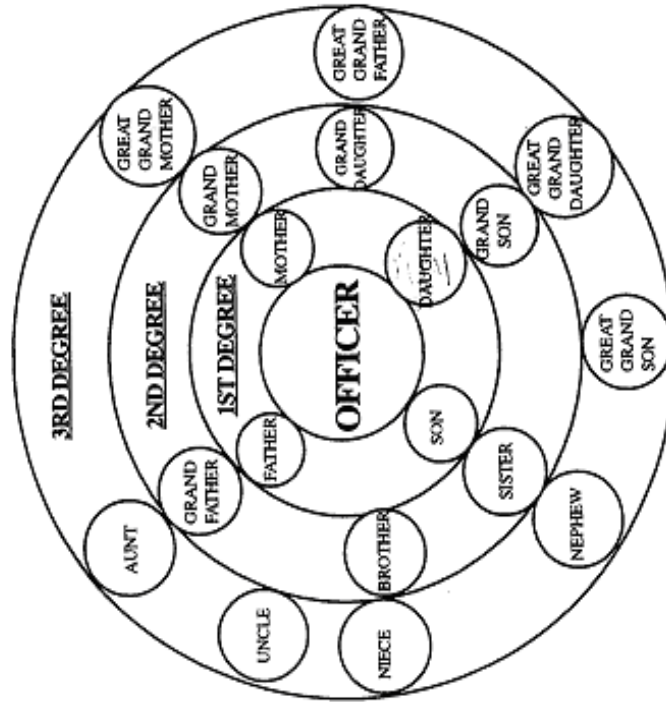 3RD DEGREE
AUNT
GREAT
GRAND
MOTHER
2ND DEGREE
GRAND
FATHER
GRAND
MOTHER
1ST DEGREE
UNCLE
FATHER
MOTHER
OFFICER
NIECE
BROTHER
GRAND
DAUGHTER
GREAT
GRAND
FATHER
SON
DAUGHTER
SISTER
GRAND
SON
NEPHEW
GREAT
GRAND
DAUGHTER
GREAT
GRAND
SON